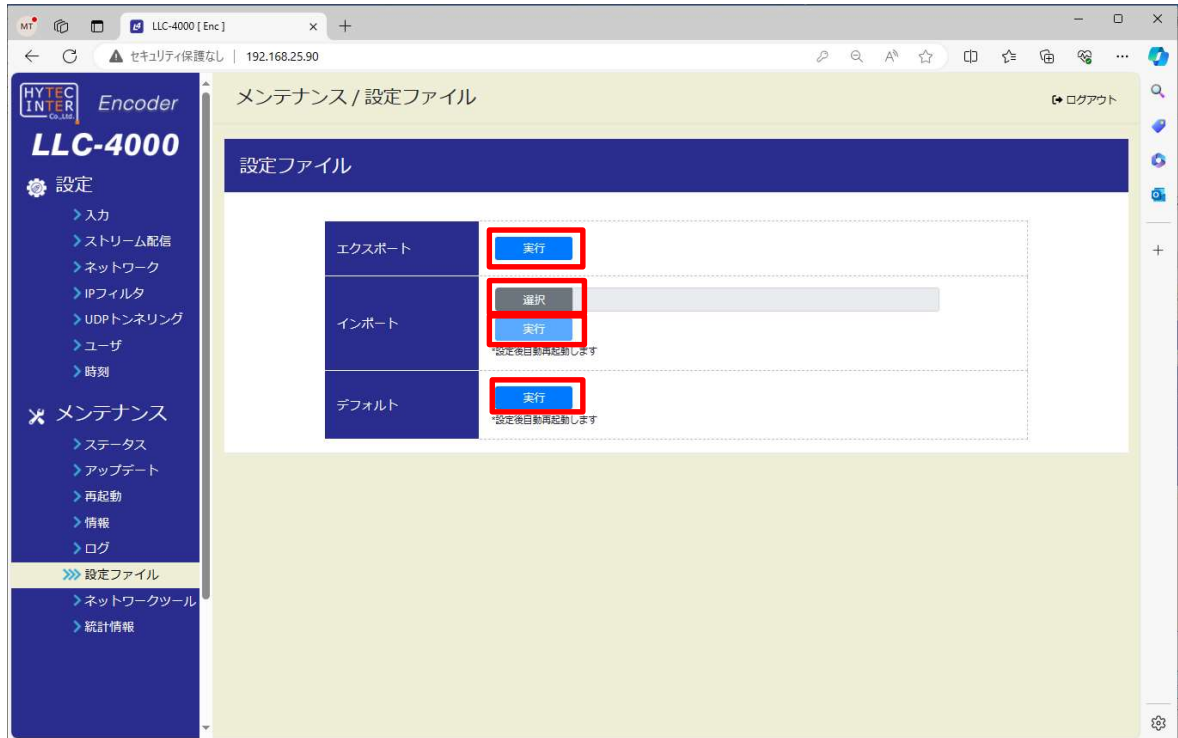 MT
LLC-4000 [ Enc ]
セキュリティ保護なし
192.168.25.90
HYTEC INTER Co.,Ltd.
Encoder
LLC-4000
設定
入力
ストリーム配信
ネットワーク
IPフィルタ
UDPトンネリング
ユーザ
時刻
メンテナンス
ステータス
アップデート
再起動
情報
ログ
設定ファイル
ネットワークツール
統計情報
メンテナンス / 設定ファイル
ログアウト
設定ファイル
エクスポート
実行
インポート
選択
実行
*設定後自動再起動します
デフォルト
実行
*設定後自動再起動します